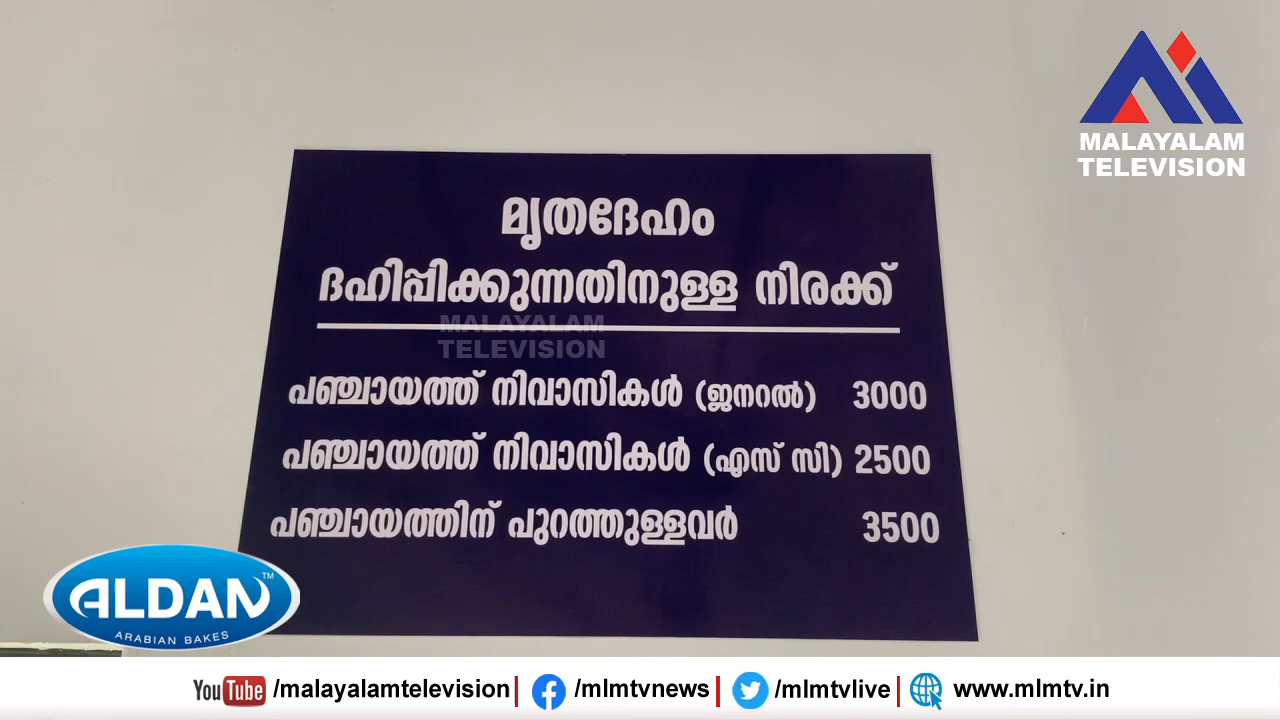 MALAYALAM
TELEVISION
മൃതദേഹം
ദഹിപ്പിക്കുന്നതിനുള്ള നിരക്ക്
MALAYALAM
TELEVISION
പഞ്ചായത്ത് നിവാസികൾ (ജനറൽ) 3000
പഞ്ചായത്ത് നിവാസികൾ (എസ് സി) 2500
പഞ്ചായത്തിന് പുറത്തുള്ളവർ 3500
ALDAN TM
ARABIAN BAKES
YouTube /malayalamtelevision | /mlmtvnews | /mlmtvlive | www.mlmtv.in